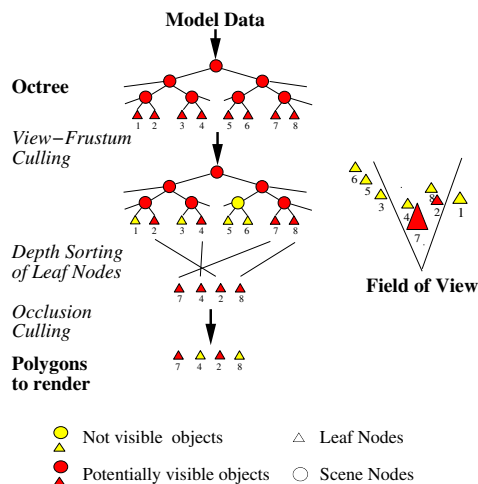 Model Data
Octree
1 2 3 4 5 6 7 8
View–Frustum
Culling
1 2 3 4 5 6 7 8
Depth Sorting
of Leaf Nodes
7 4 2 8
Occlusion
Culling
Polygons
to render
7 4 2 8
6
5
3
4
8
2
1
7
Field of View
Not visible objects
Leaf Nodes
Potentially visible objects
Scene Nodes